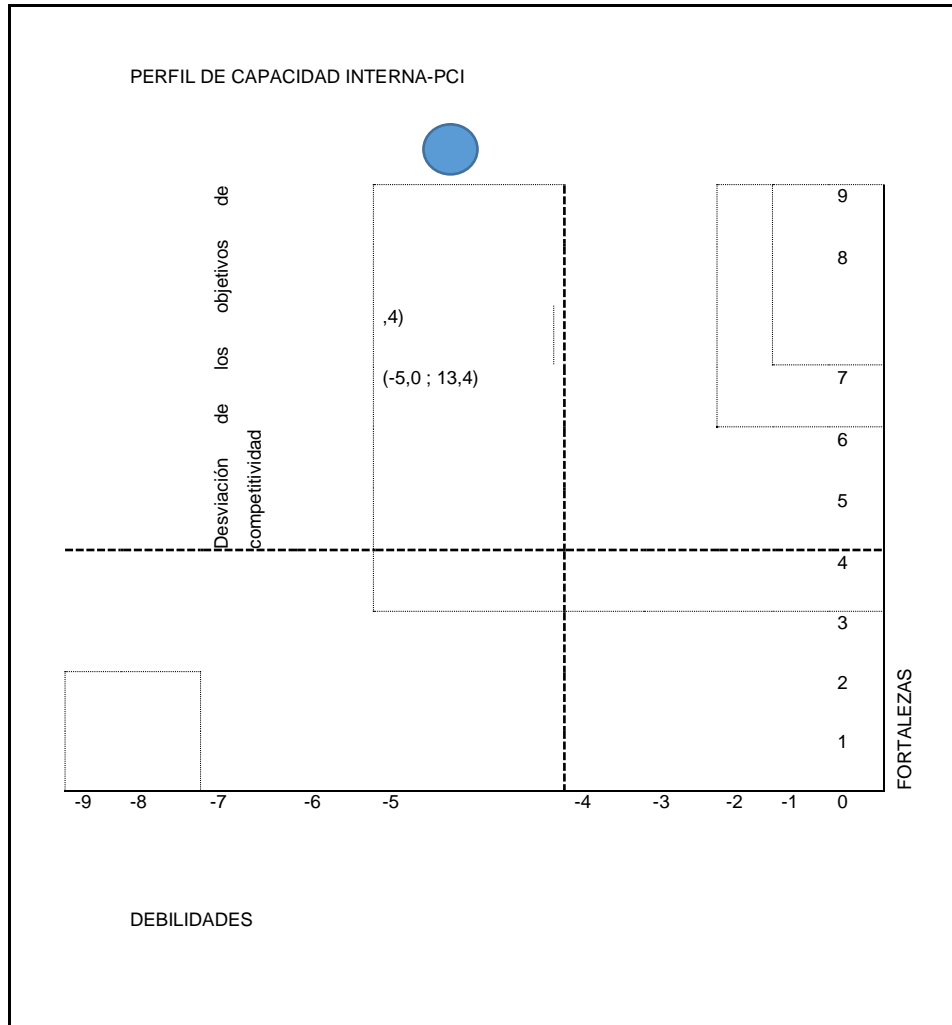 PERFIL DE CAPACIDAD INTERNA-PCI
Desviación de los objetivos de
competitividad
,4)
(-5,0 ; 13,4)
9
8
7
6
5
4
3
2
1
FORTALEZAS
-9 -8 -7 -6 -5 -4 -3 -2 -1 0
DEBILIDADES